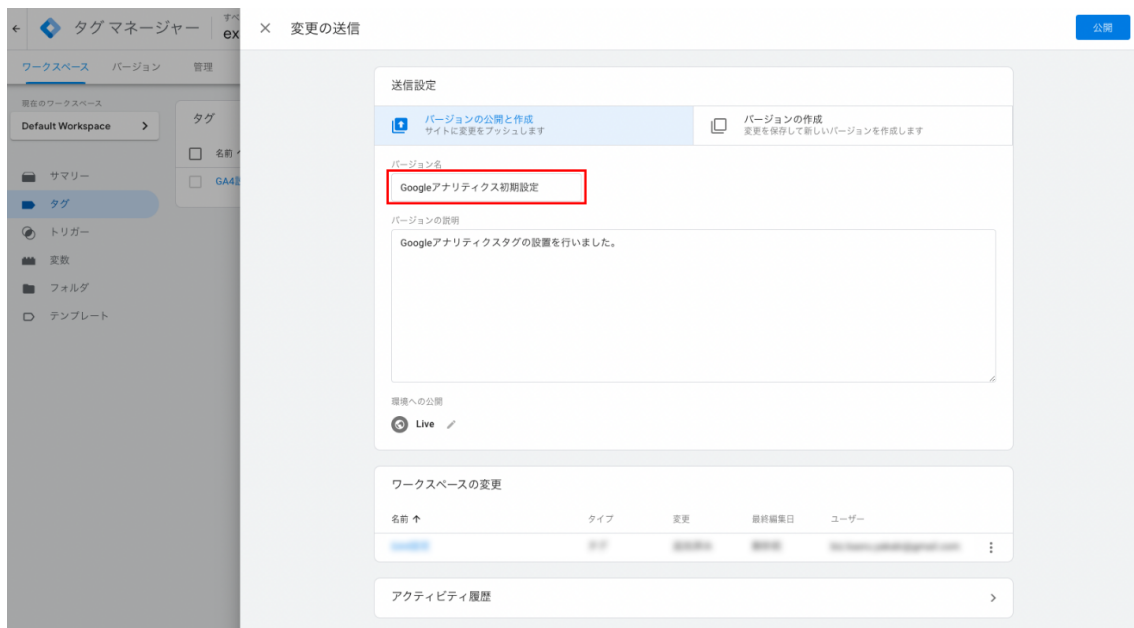 タグ マネージャー
すべ
ex
変更の送信
公開
ワークスペース バージョン 管理
現在のワークスペース
Default Workspace
サマリー
タグ
トリガー
変数
フォルダ
テンプレート
タグ
名前
GA4設
送信設定
バージョンの公開と作成
サイトに変更をプッシュします
バージョンの作成
変更を保存して新しいバージョンを作成します
バージョン名
Googleアナリティクス初期設定
バージョンの説明
Googleアナリティクスタグの設置を行いました。
環境への公開
Live
ワークスペースの変更
名前 タイプ 変更 最終編集日 ユーザー
アクティビティ履歴